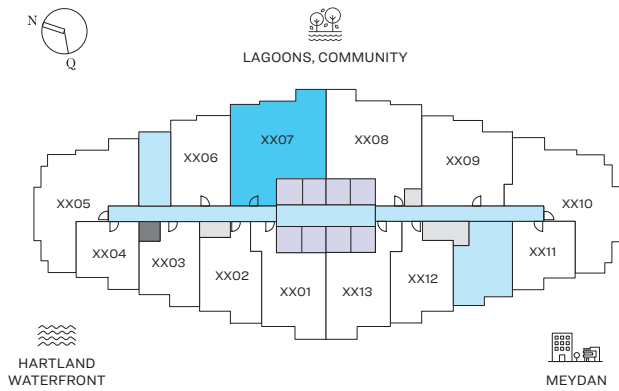 N
Q
LAGOONS, COMMUNITY
XX07
XX08
XX06
XX09
XX05
XX10
XX04
XX03
XX02
XX01
XX13
XX12
XX11
HARTLAND
WATERFRONT
MEYDAN